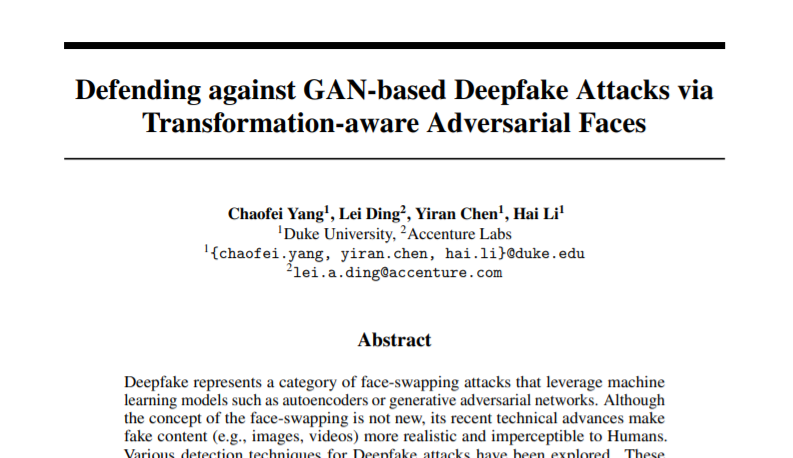 Defending against GAN-based Deepfake Attacks via
Transformation-aware Adversarial Faces
Chaofei Yang¹, Lei Ding², Yiran Chen¹, Hai Li¹
¹Duke University, ²Accenture Labs
¹{chaofei.yang, yiran.chen, hai.li}@duke.edu
²lei.a.ding@accenture.com
Abstract
Deepfake represents a category of face-swapping attacks that leverage machine
learning models such as autoencoders or generative adversarial networks. Although
the concept of the face-swapping is not new, its recent technical advances make
fake content (e.g., images, videos) more realistic and imperceptible to Humans.
Various detection techniques for Deepfake attacks have been explored. These